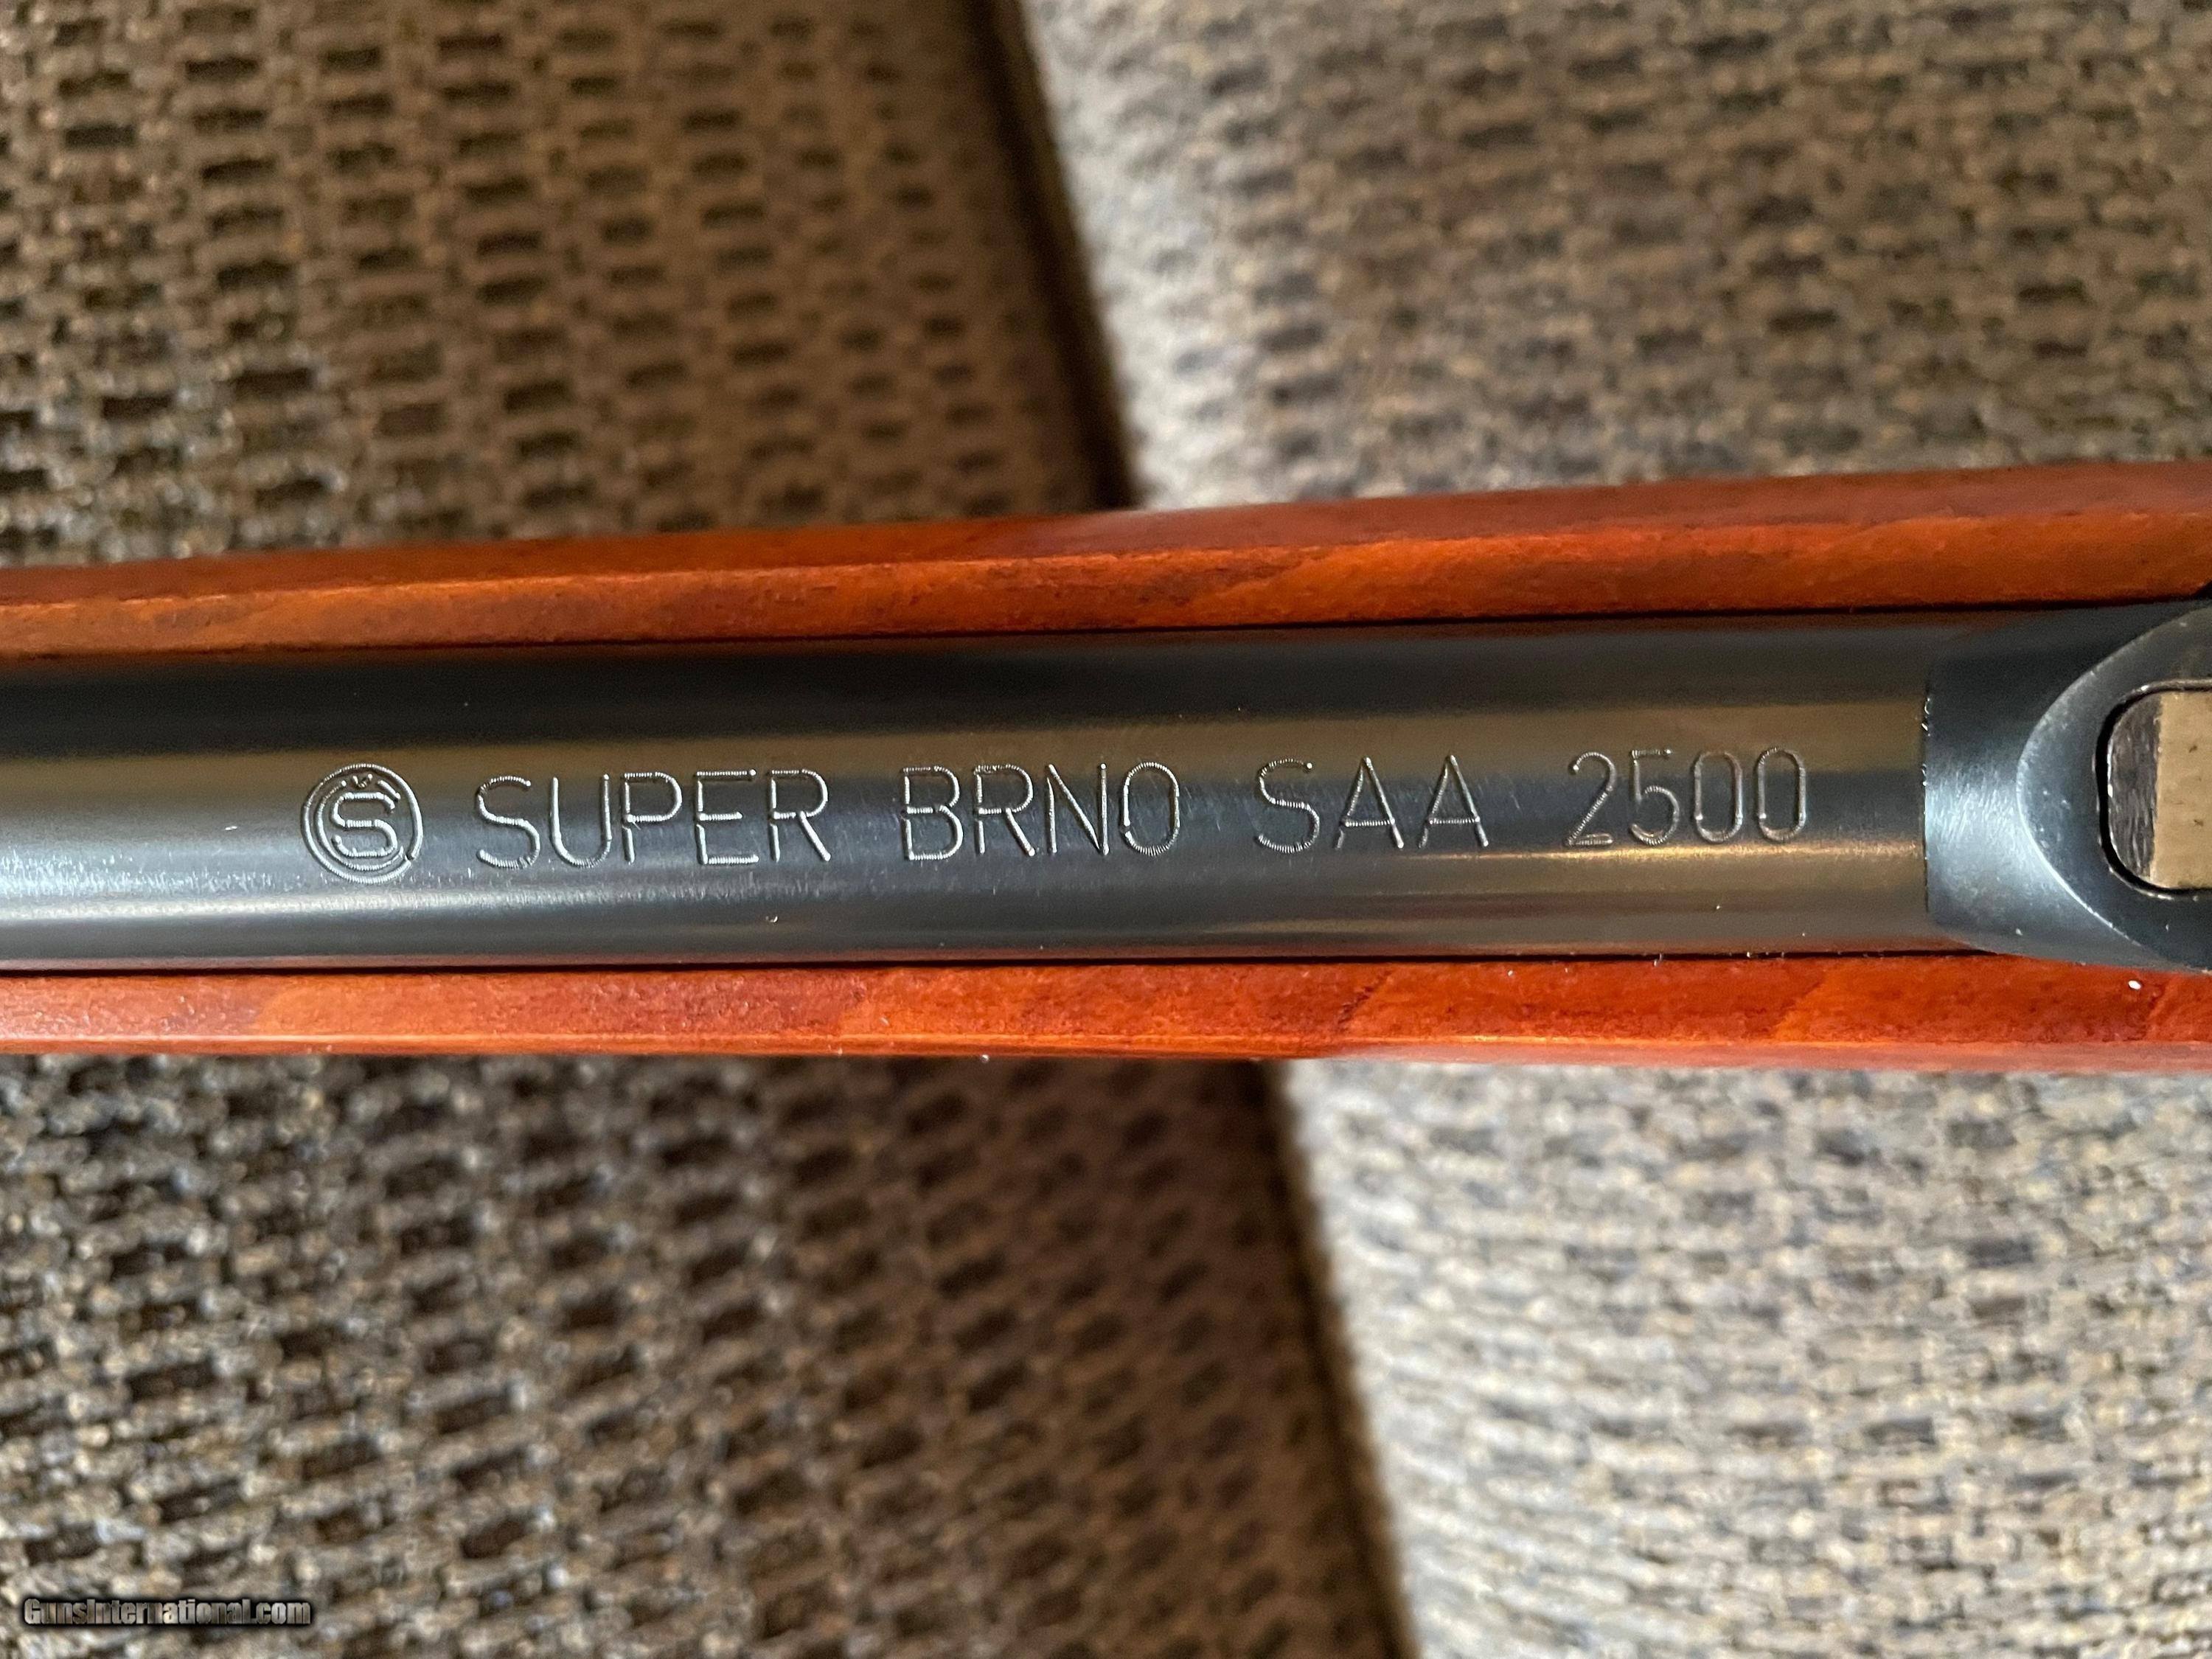 Š SUPER BRNO SAA 2500
GunsInternational.com